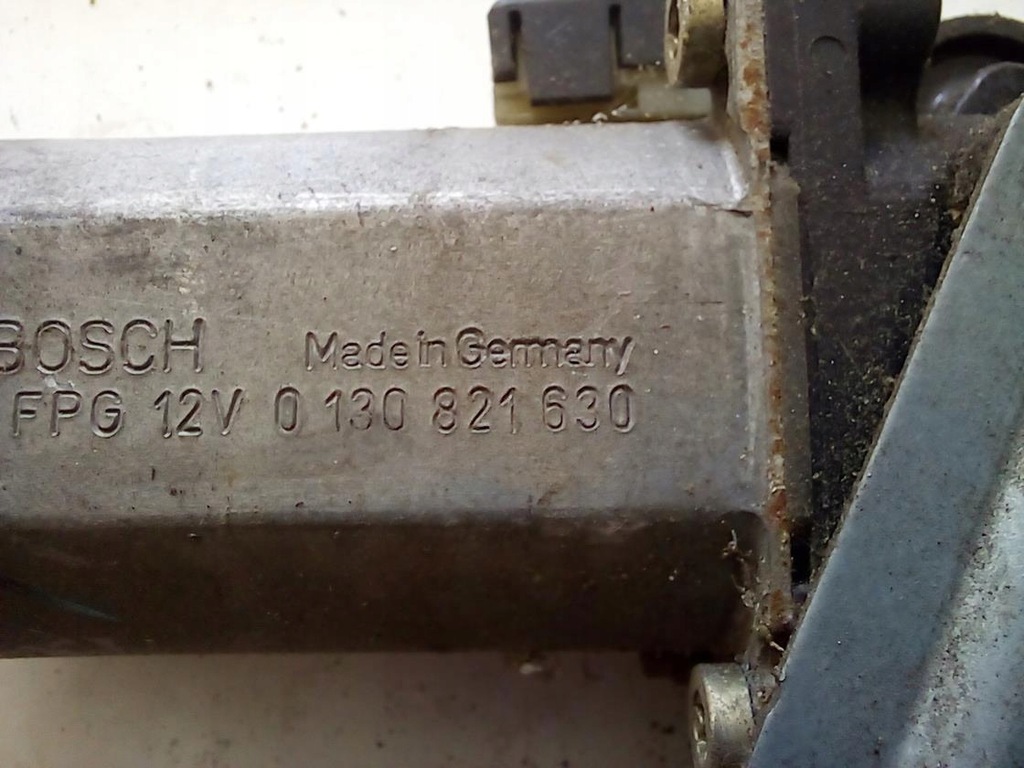 BOSCH Made in Germany
FPG 12V 0 130 821 630